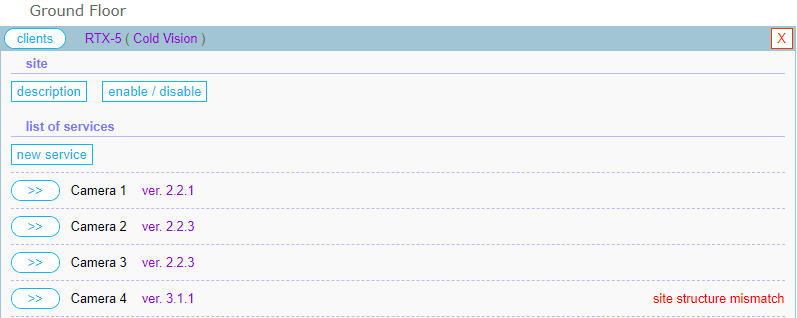 Ground Floor
clients RTX-5 ( Cold Vision ) X
site
description enable / disable
list of services
new service
>> Camera 1 ver. 2.2.1
>> Camera 2 ver. 2.2.3
>> Camera 3 ver. 2.2.3
>> Camera 4 ver. 3.1.1 site structure mismatch